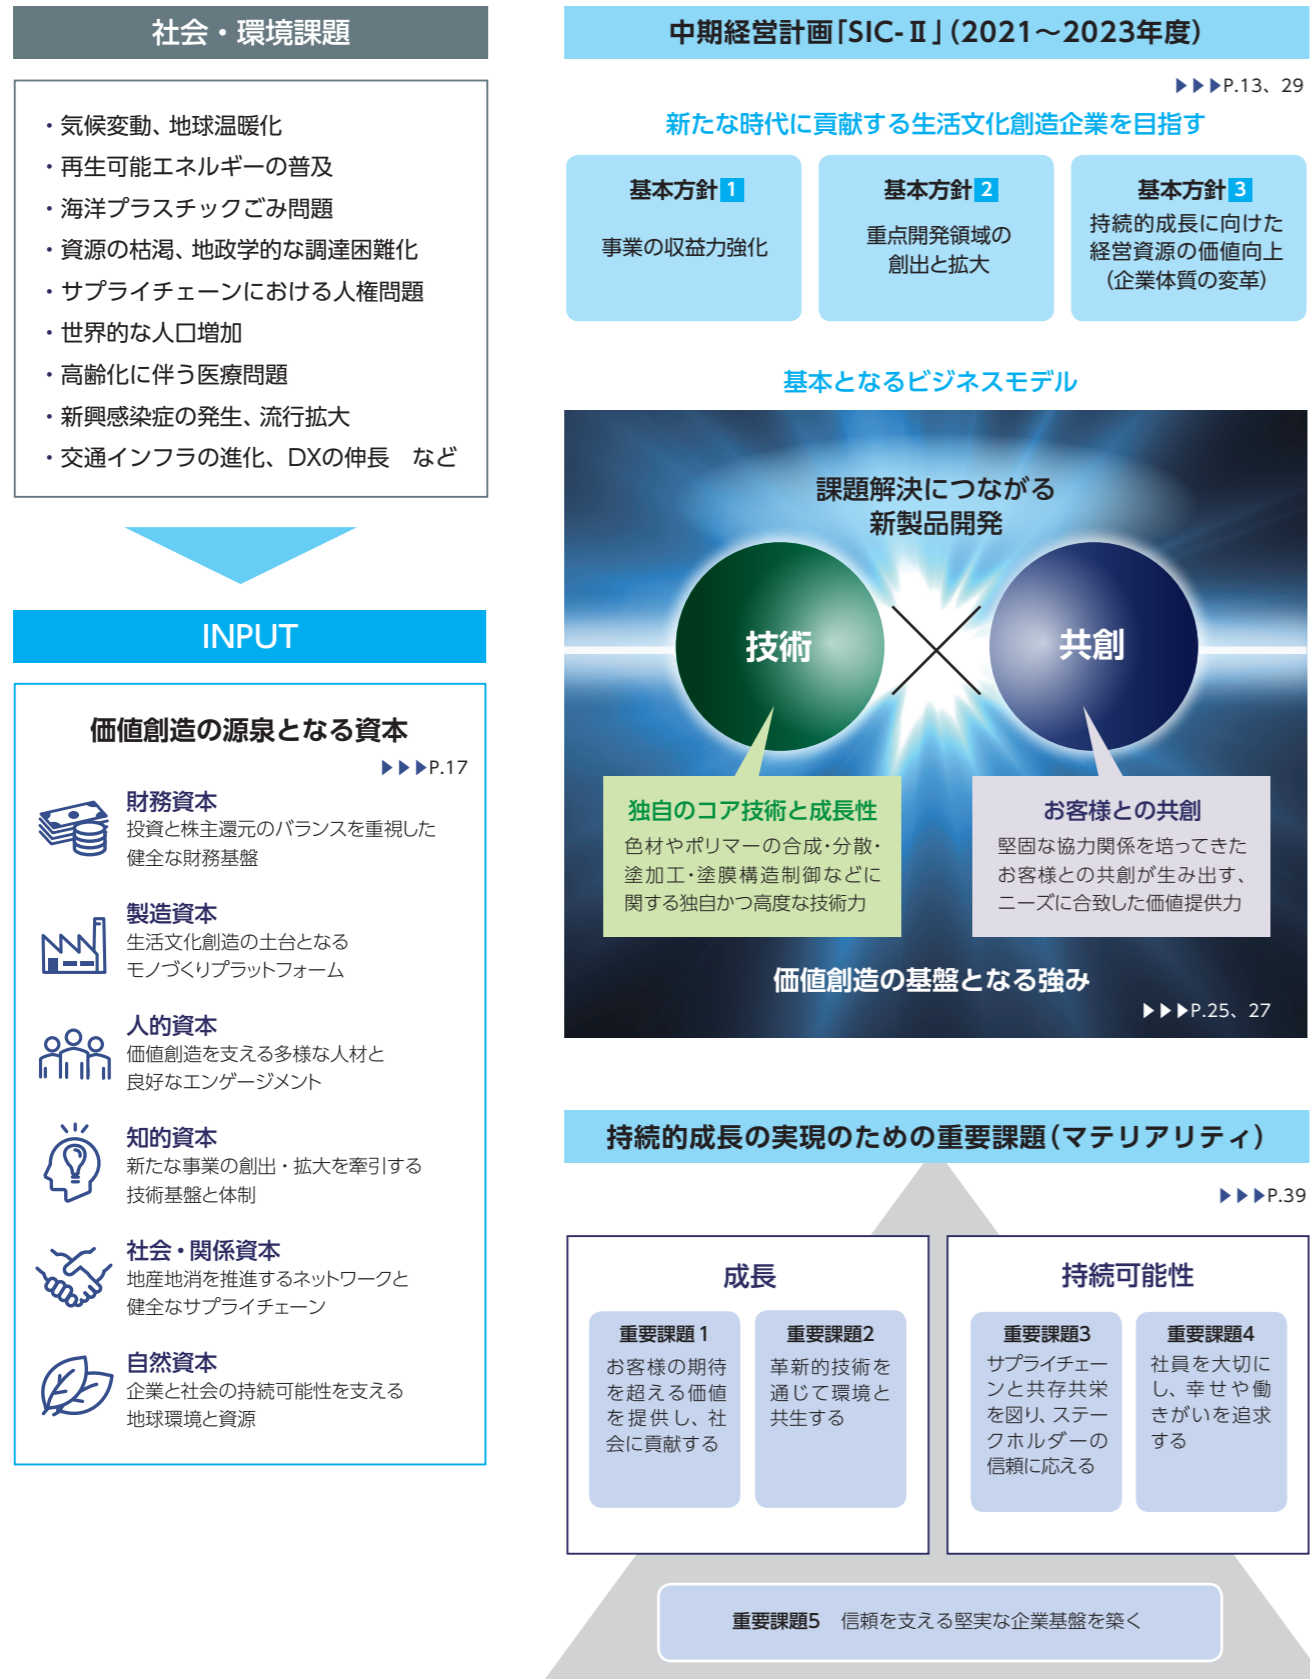 社会・環境課題
・気候変動、地球温暖化
・再生可能エネルギーの普及
・海洋プラスチックごみ問題
・資源の枯渇、地政学的な調達困難化
・サプライチェーンにおける人権問題
・世界的な人口増加
・高齢化に伴う医療問題
・新興感染症の発生、流行拡大
・交通インフラの進化、DXの伸長　など
INPUT
価値創造の源泉となる資本
▶▶▶P.17
財務資本
投資と株主還元のバランスを重視した
健全な財務基盤
製造資本
生活文化創造の土台となる
モノづくりプラットフォーム
人的資本
価値創造を支える多様な人材と
良好なエンゲージメント
知的資本
新たな事業の創出・拡大を牽引する
技術基盤と体制
社会・関係資本
地産地消を推進するネットワークと
健全なサプライチェーン
自然資本
企業と社会の持続可能性を支える
地球環境と資源
中期経営計画「SIC-Ⅱ」（2021～2023年度）
▶▶▶P.13、29
新たな時代に貢献する生活文化創造企業を目指す
基本方針 1
事業の収益力強化
基本方針 2
重点開発領域の
創出と拡大
基本方針 3
持続的成長に向けた
経営資源の価値向上
（企業体質の変革）
基本となるビジネスモデル
課題解決につながる
新製品開発
技術
共創
独自のコア技術と成長性
色材やポリマーの合成・分散・
塗加工・塗膜構造制御などに
関する独自かつ高度な技術力
お客様との共創
堅固な協力関係を培ってきた
お客様との共創が生み出す、
ニーズに合致した価値提供力
価値創造の基盤となる強み
▶▶▶P.25、27
持続的成長の実現のための重要課題（マテリアリティ）
▶▶▶P.39
成長
重要課題1
お客様の期待
を超える価値
を提供し、社
会に貢献する
重要課題2
革新的技術を
通じて環境と
共生する
持続可能性
重要課題3
サプライチェー
ンと共存共栄
を図り、ステー
クホルダーの
信頼に応える
重要課題4
社員を大切に
し、幸せや働
きがいを追求
する
重要課題5　信頼を支える堅実な企業基盤を築く